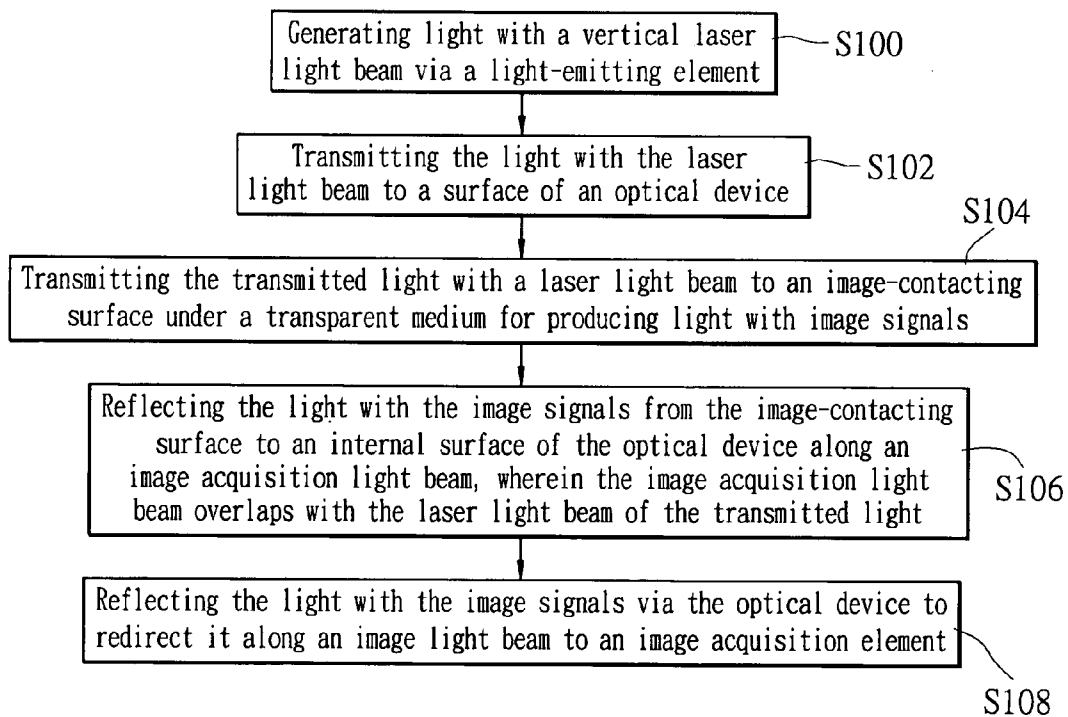 Generating light with a vertical laser
light beam via a light-emitting element
S100
Transmitting the light with the laser
light beam to a surface of an optical device
S102
S104
Transmitting the transmitted light with a laser light beam to an image-contacting
surface under a transparent medium for producing light with image signals
Reflecting the light with the image signals from the image-contacting
surface to an internal surface of the optical device along an
image acquisition light beam, wherein the image acquisition light
beam overlaps with the laser light beam of the transmitted light
S106
Reflecting the light with the image signals via the optical device to
redirect it along an image light beam to an image acquisition element
S108